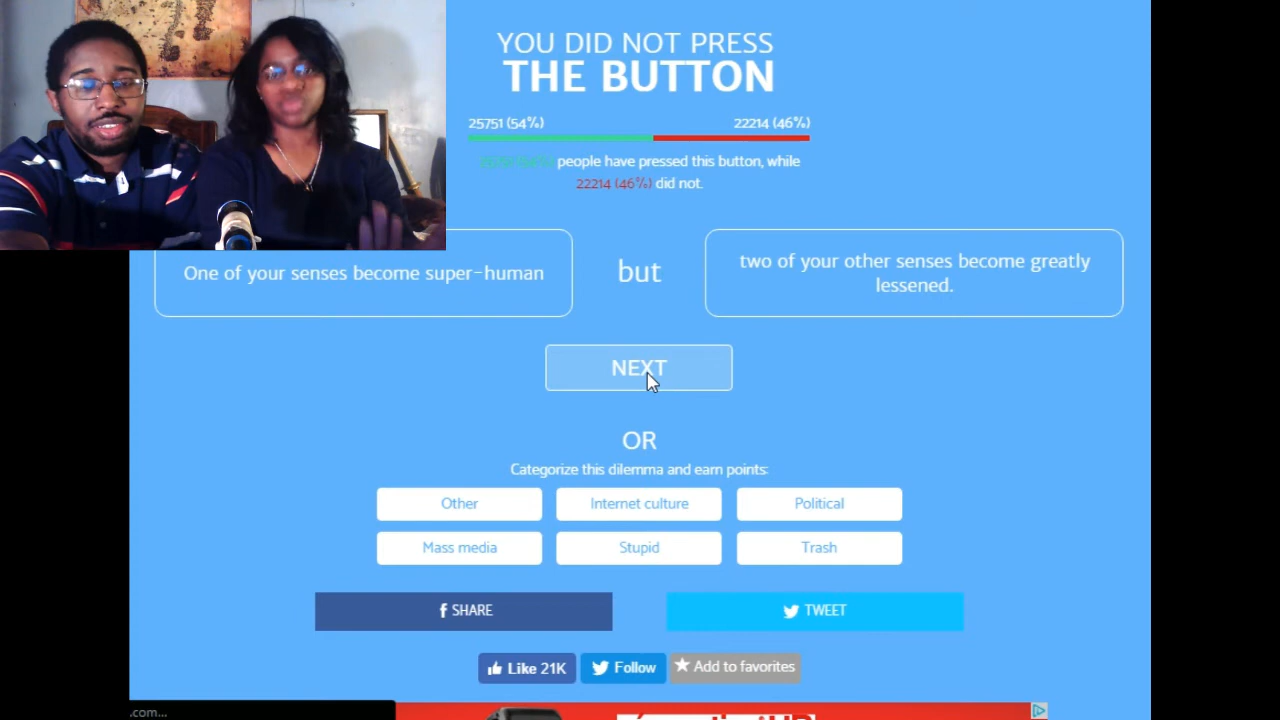 YOU DID NOT PRESS
THE BUTTON
25751 (54%) 22214 (46%)
people have pressed this button, while
22214 (46%) did not.
One of your senses become super-human
but
two of your other senses become greatly
lessened.
NEXT
OR
Categorize this dilemma and earn points:
Other Internet culture Political
Mass media Stupid Trash
f SHARE TWEET
Like 21K Follow Add to favorites
.com...